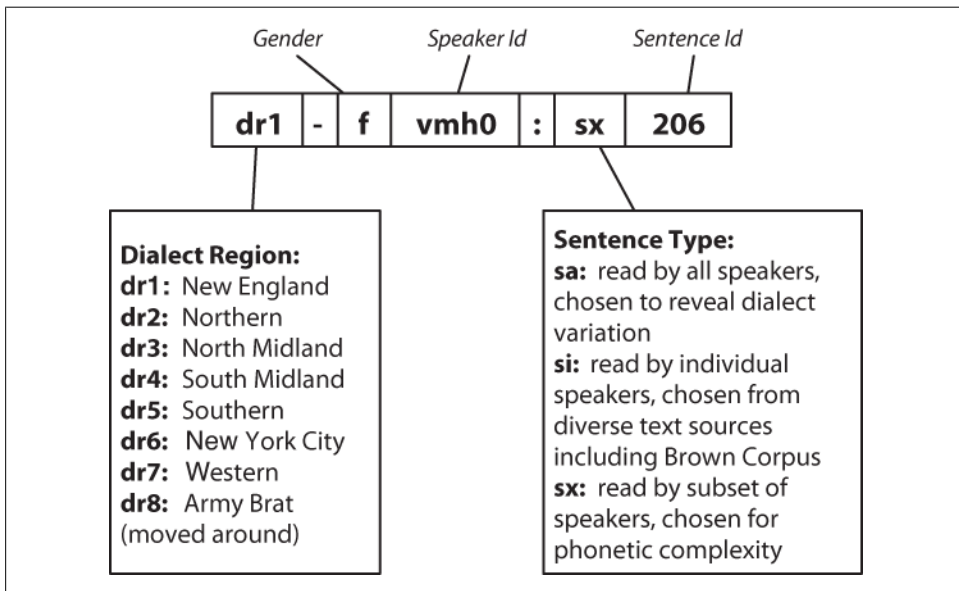 Gender Speaker Id Sentence Id
dr1 - f vmh0 : sx 206
Dialect Region:
dr1: New England
dr2: Northern
dr3: North Midland
dr4: South Midland
dr5: Southern
dr6: New York City
dr7: Western
dr8: Army Brat
(moved around)
Sentence Type:
sa: read by all speakers,
chosen to reveal dialect
variation
si: read by individual
speakers, chosen from
diverse text sources
including Brown Corpus
sx: read by subset of
speakers, chosen for
phonetic complexity